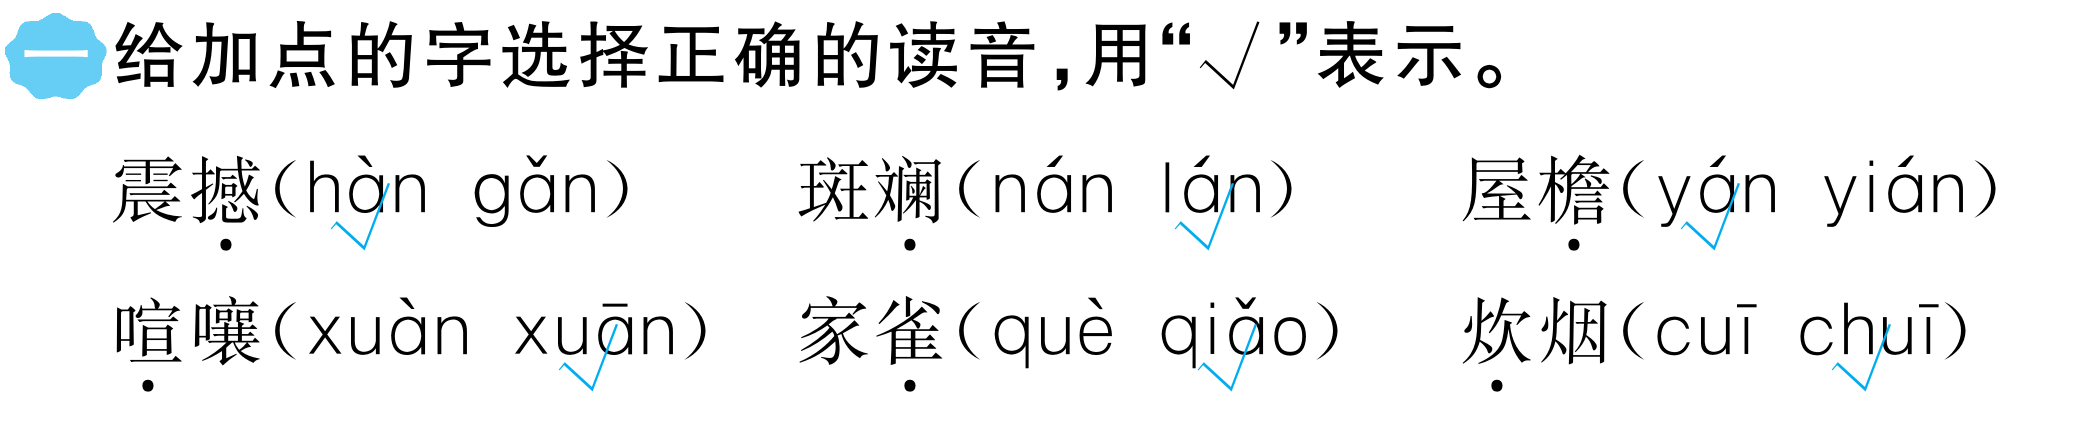 一 给加点的字选择正确的读音,用“√”表示。
震撼(hàn✓ gǎn) 斑斓(nán lán✓) 屋檐(yán✓ yián)
喧嚷(xuàn xuān✓) 家雀(què qiǎo✓) 炊烟(cuī chuī✓)